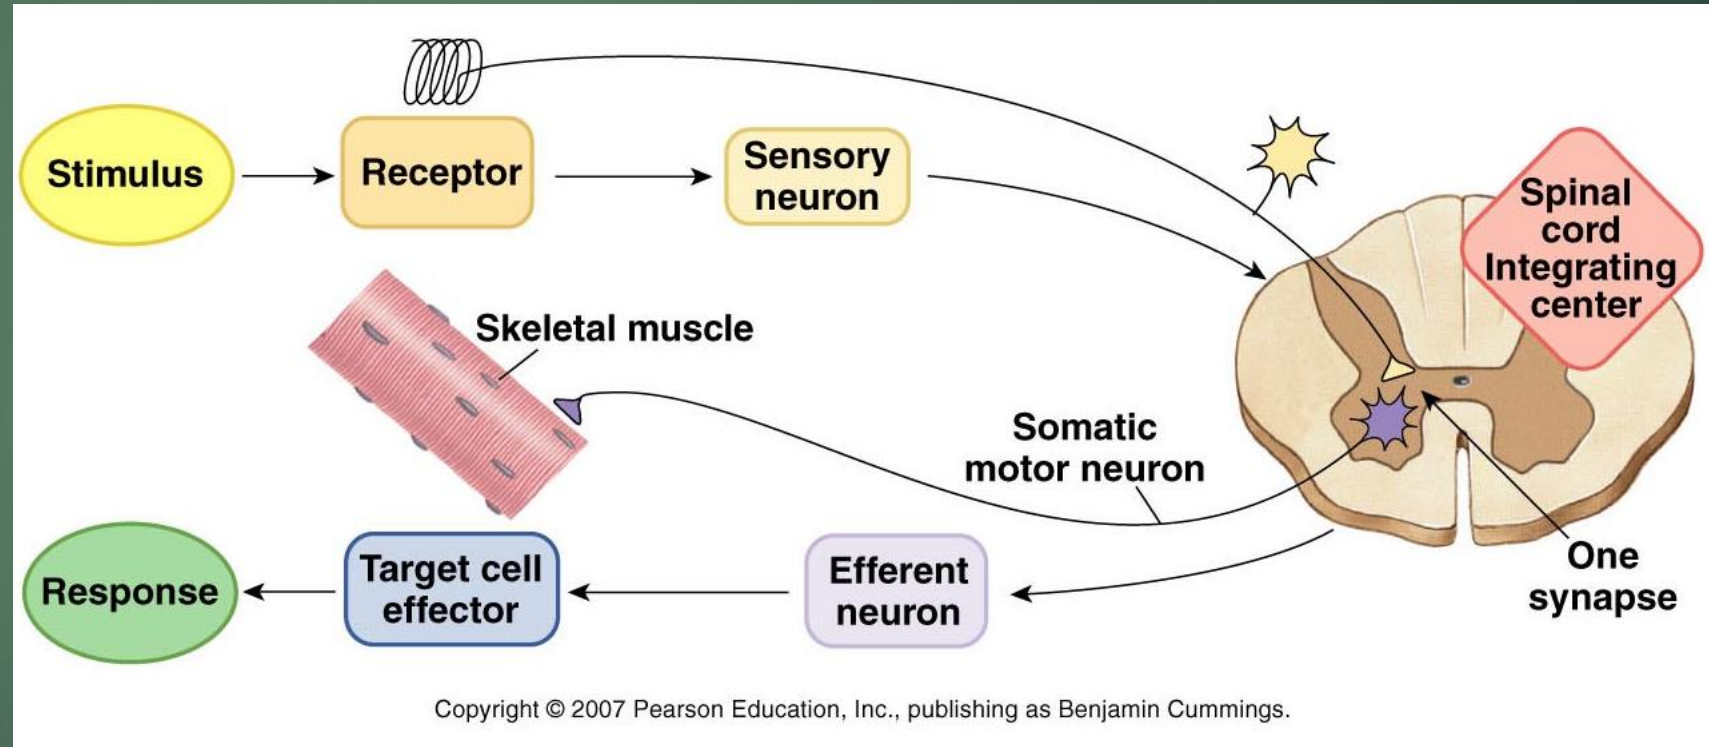 Stimulus
Receptor
Sensory
neuron
Spinal
cord
Integrating
center
Skeletal muscle
Somatic
motor neuron
One
synapse
Response
Target cell
effector
Efferent
neuron
Copyright © 2007 Pearson Education, Inc., publishing as Benjamin Cummings.